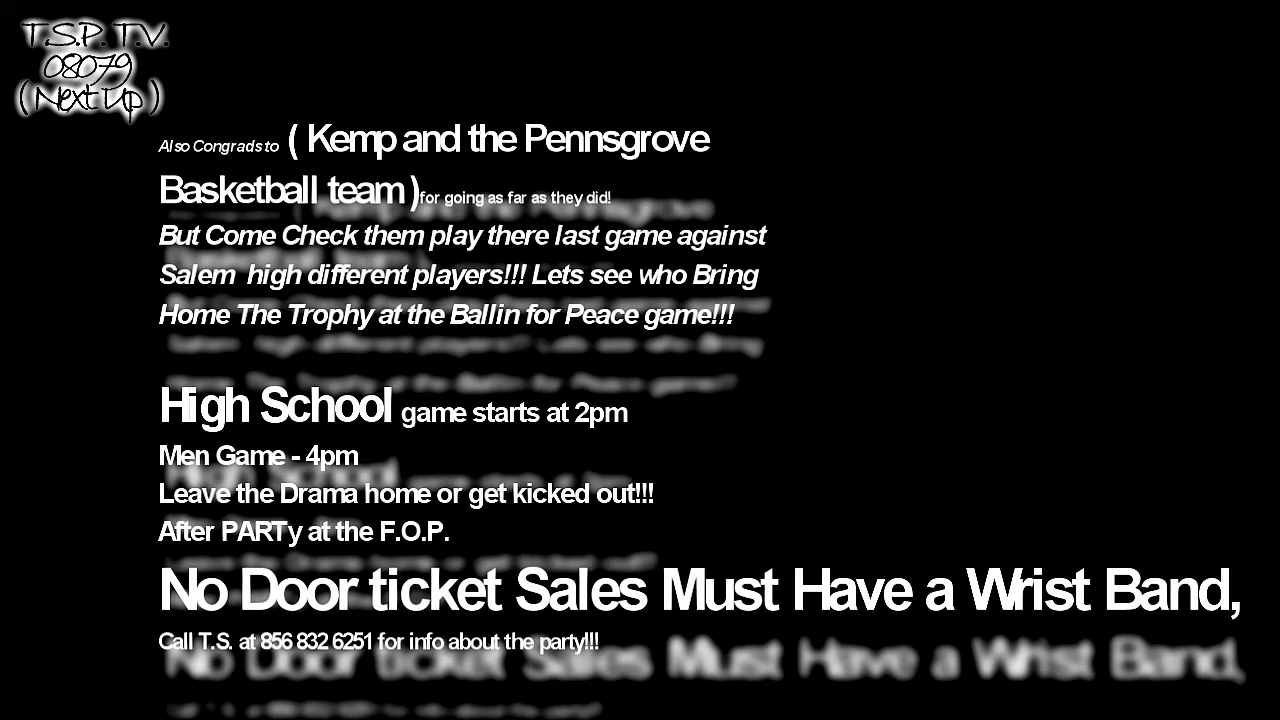 T.S.P. T.V.
08079
( Next Up )
Also Congrads to ( Kemp and the Pennsgrove
Basketball team )for going as far as they did!
But Come Check them play there last game against
Salem  high different players!!! Lets see who Bring
Home The Trophy at the Ballin for Peace game!!!
High School game starts at 2pm
Men Game - 4pm
Leave the Drama home or get kicked out!!!
After PARTy at the F.O.P.
No Door ticket Sales Must Have a Wrist Band,
Call T.S. at 856 832 6251 for info about the party!!!